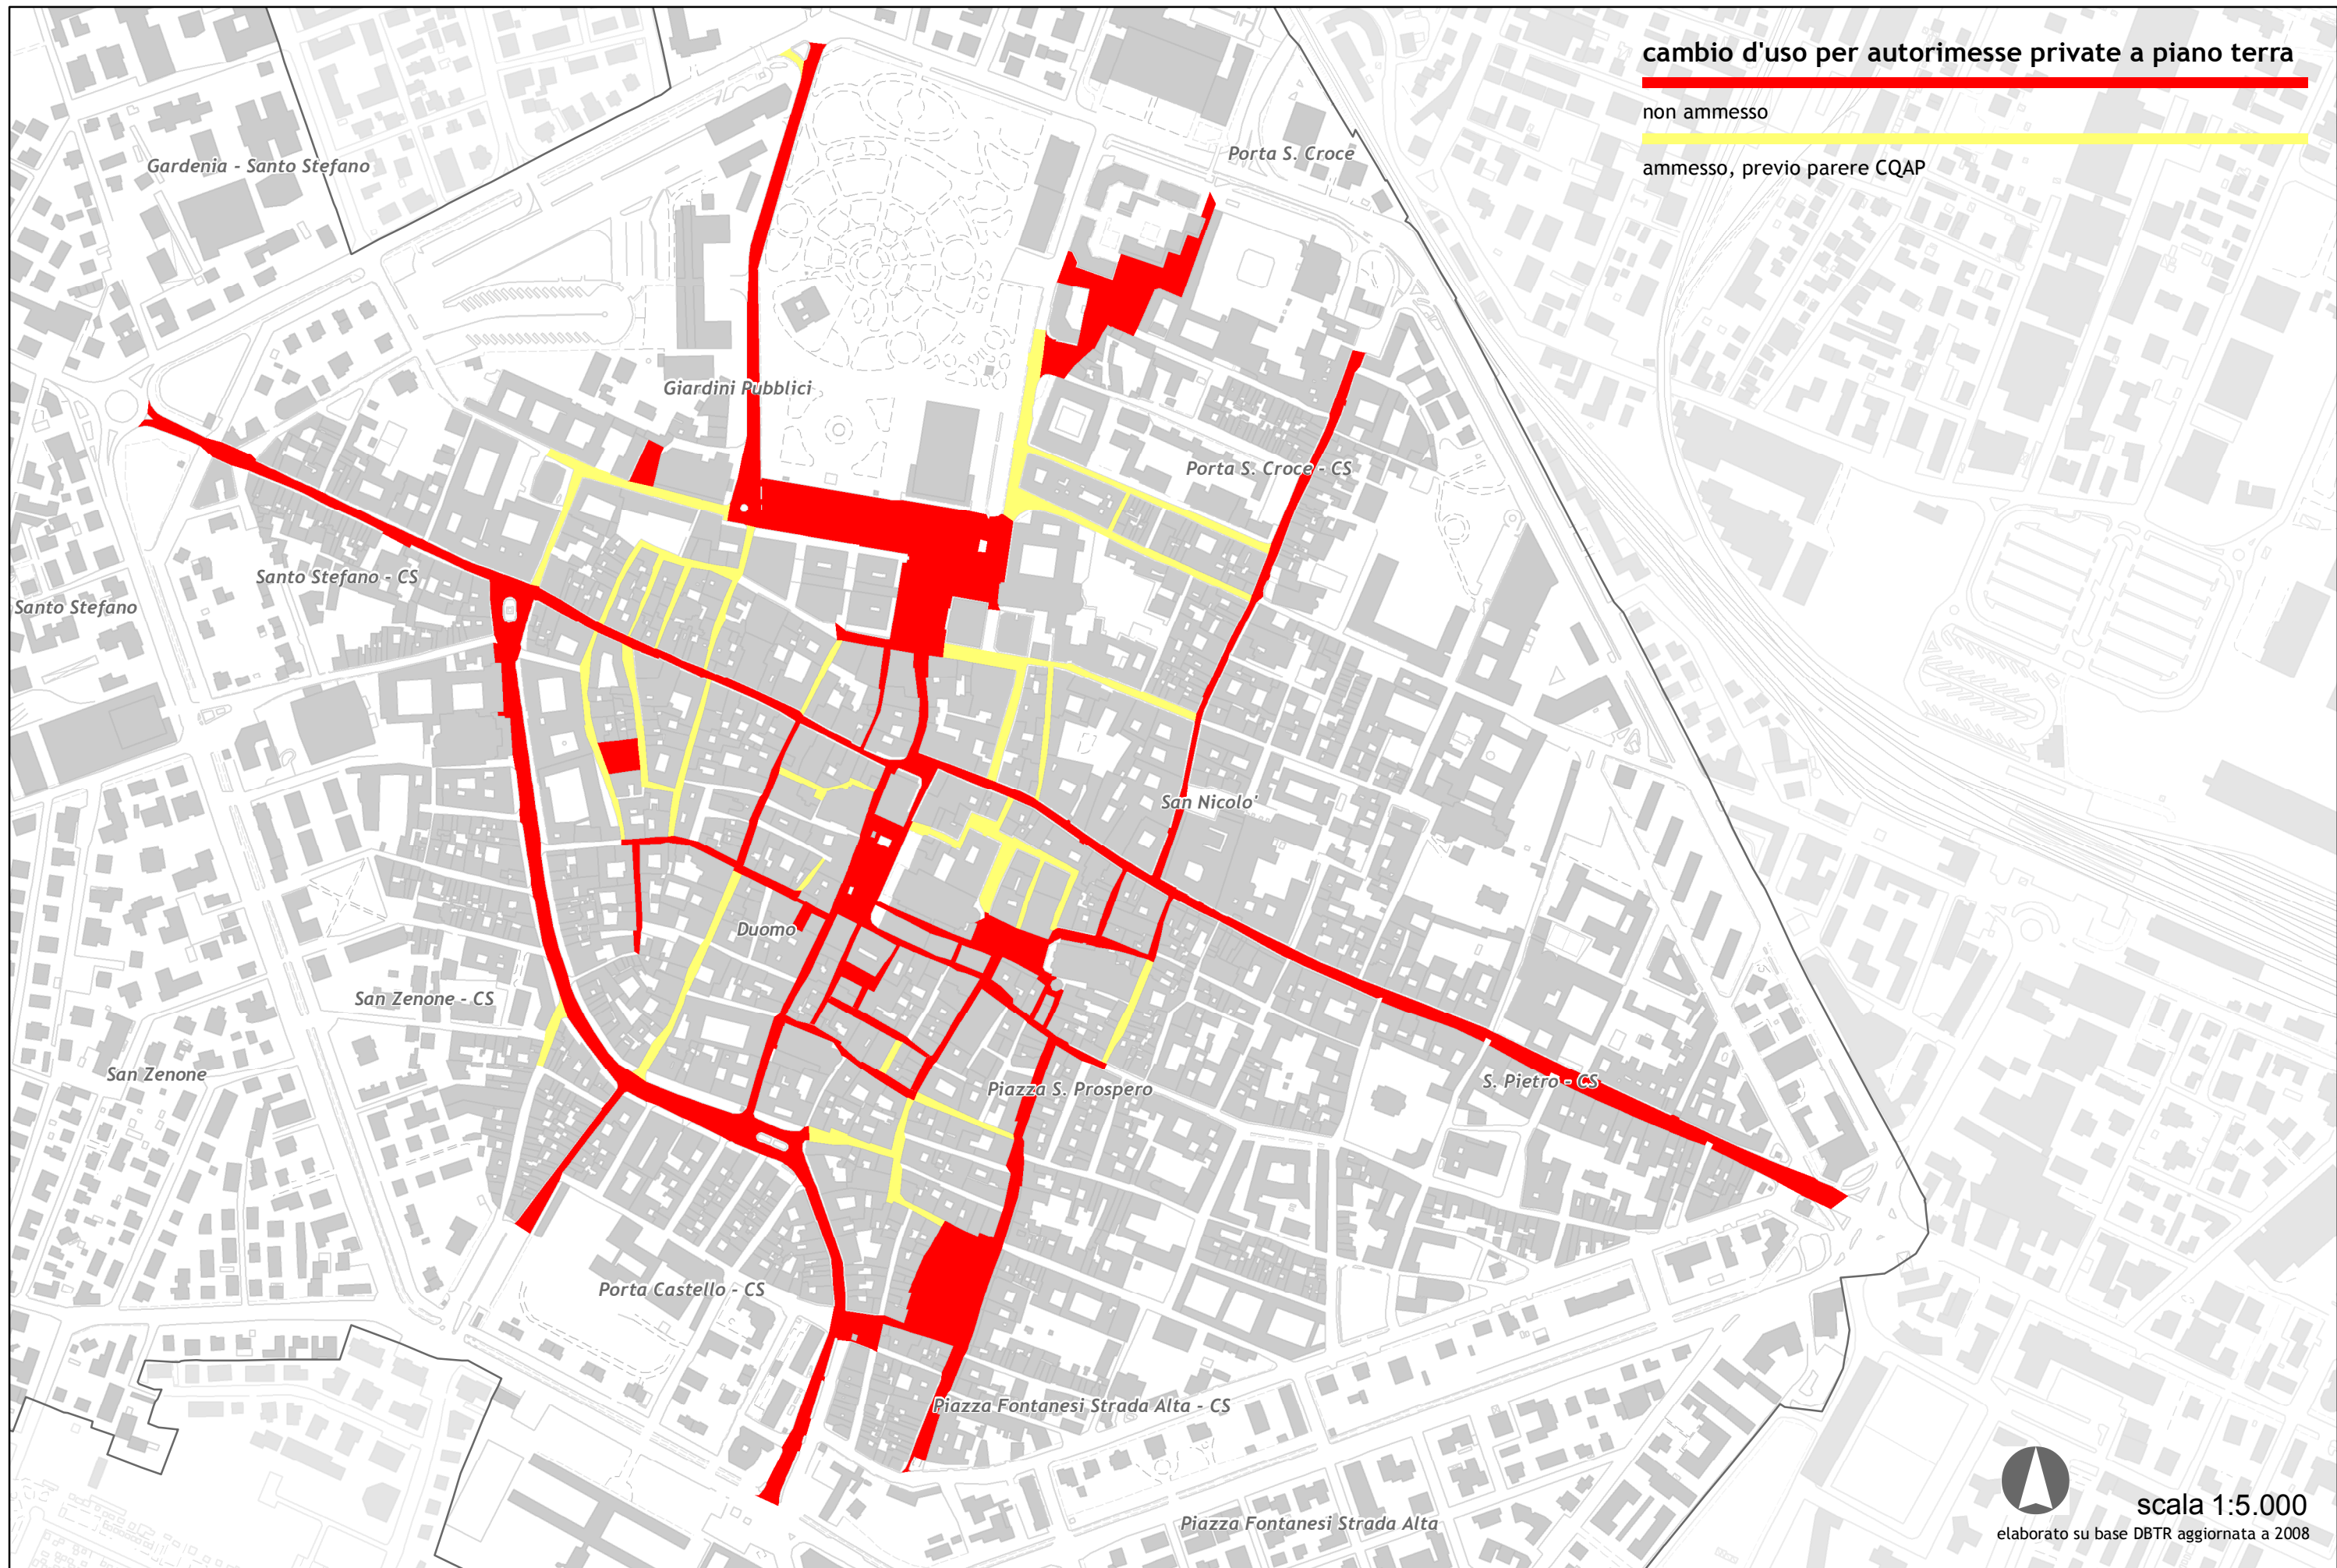 cambio d'uso per autorimesse private a piano terra
non ammesso
ammesso, previo parere CQAP
Porta S. Croce
Gardenia - Santo Stefano
Giardini Pubblici
Porta S. Croce - CS
Santo Stefano - CS
Santo Stefano
San Nicolo'
Duomo
San Zenone - CS
San Zenone
Piazza S. Prospero
S. Pietro - CS
Porta Castello - CS
Piazza Fontanesi Strada Alta - CS
Piazza Fontanesi Strada Alta
scala 1:5.000
elaborato su base DBTR aggiornata a 2008